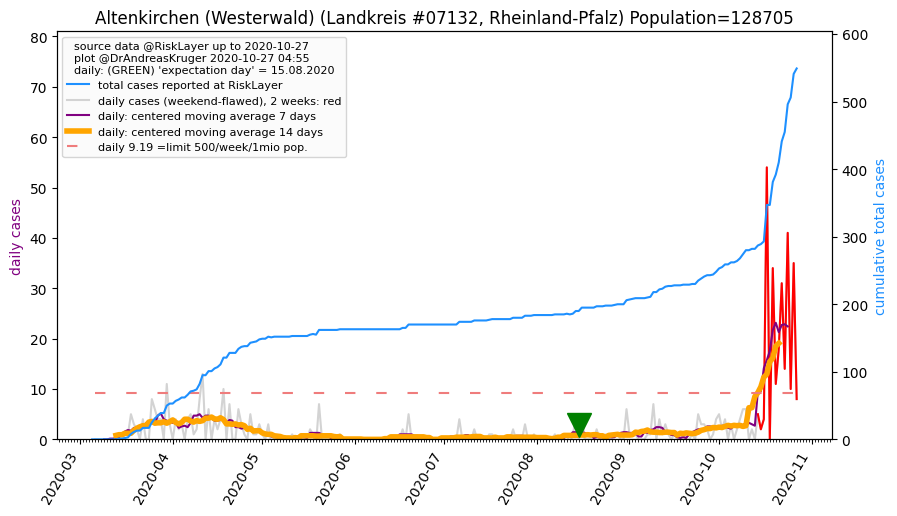 Altenkirchen (Westerwald) (Landkreis #07132, Rheinland-Pfalz) Population=128705
source data @RiskLayer up to 2020-10-27
plot @DrAndreasKruger 2020-10-27 04:55
daily: (GREEN) 'expectation day' = 15.08.2020
total cases reported at RiskLayer
daily cases (weekend-flawed), 2 weeks: red
daily: centered moving average 7 days
daily: centered moving average 14 days
daily 9.19 =limit 500/week/1mio pop.
daily cases
80
70
60
50
40
30
20
10
0
cumulative total cases
600
500
400
300
200
100
0
2020-03
2020-04
2020-05
2020-06
2020-07
2020-08
2020-09
2020-10
2020-11